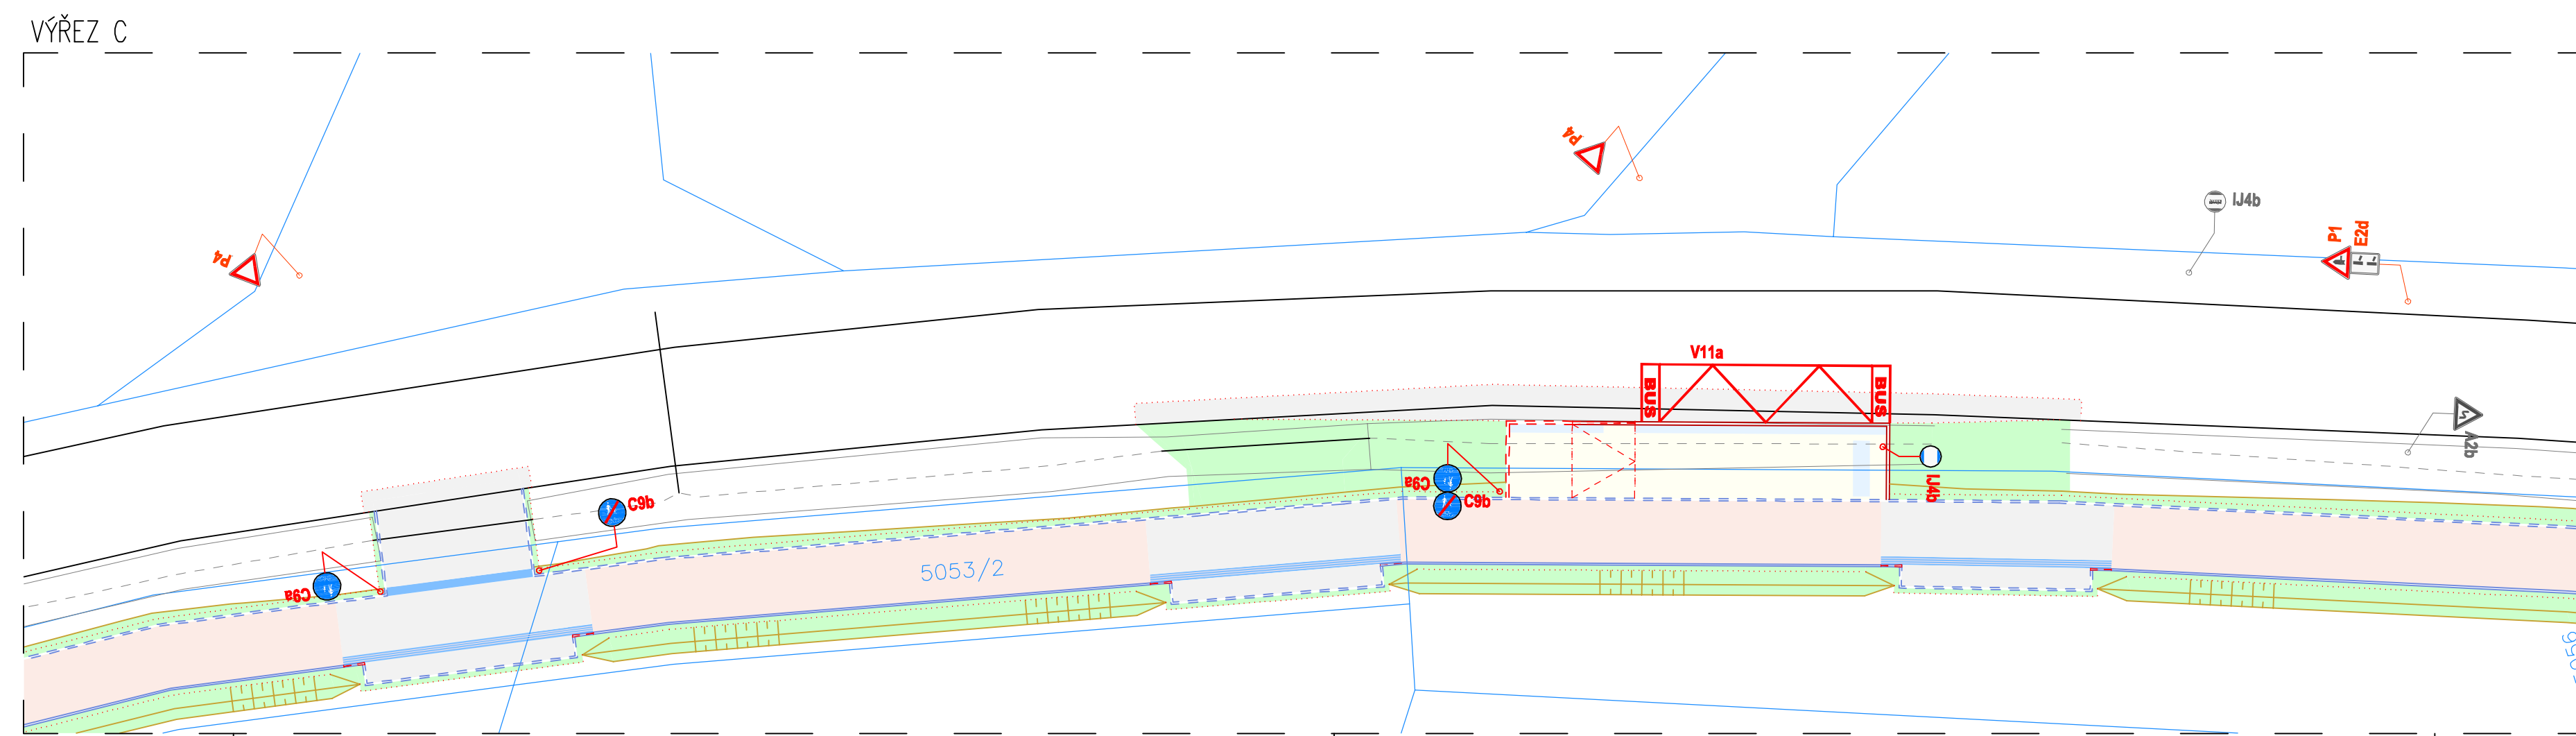 VÝŘEZ C
P4
P4
IJ4b
P1
E2d
V11a
BUS
BUS
A2b
C9a
C9b
C9a
C9b
IJ4b
5053/2